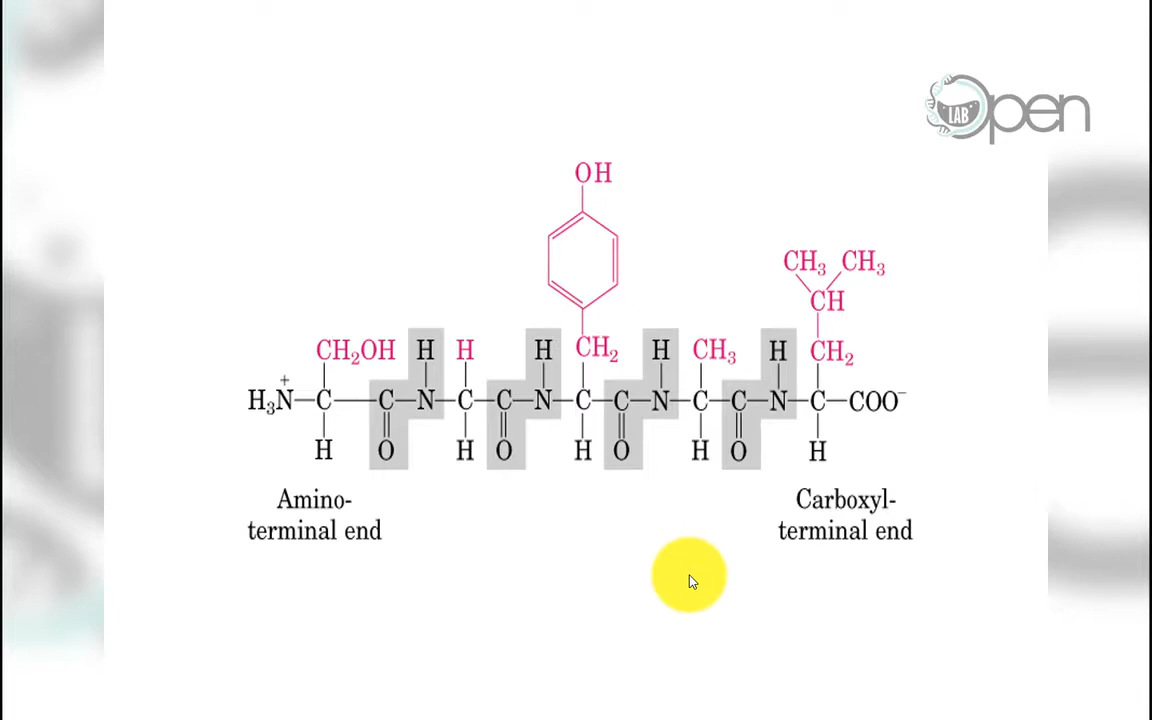 LAB Open
OH
CH₃ CH₃
CH
CH₂OH H H H CH₂ H CH₃ H CH₂
H₃N⁺—C—C—N—C—C—N—C—C—N—C—C—N—C—COO⁻
H O H O H O H O H
Amino-
terminal end
Carboxyl-
terminal end